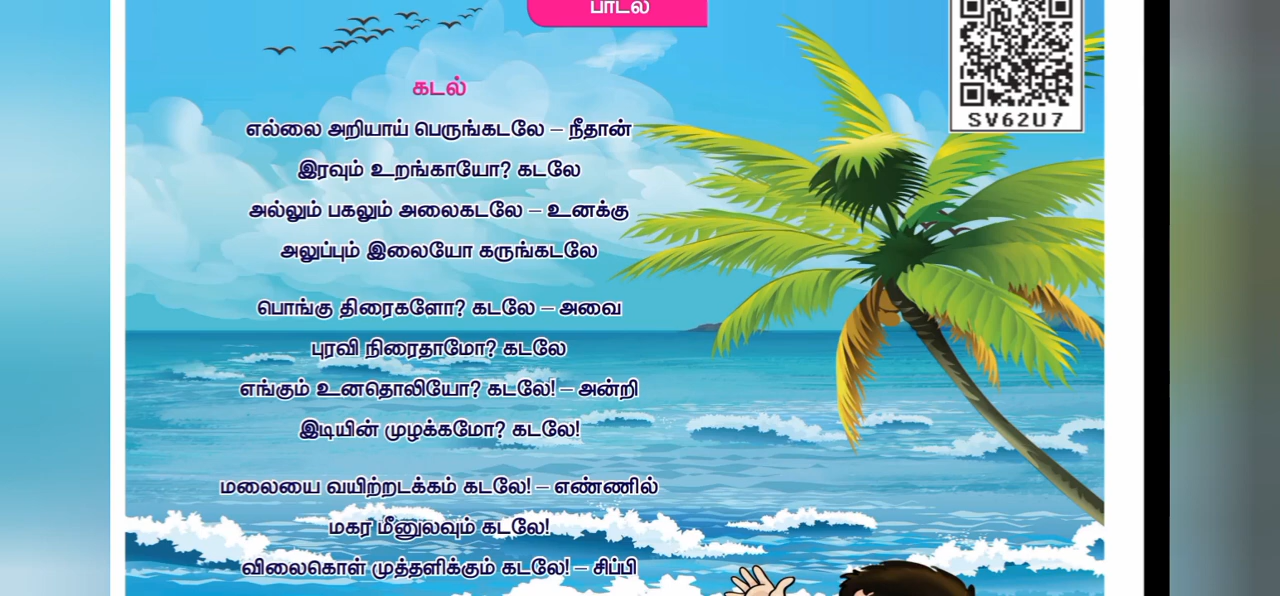 பாடல்
SV62U7
கடல்
எல்லை அறியாய் பெருங்கடலே – நீதான்
இரவும் உறங்காயோ? கடலே
அல்லும் பகலும் அலைகடலே – உனக்கு
அலுப்பும் இலையோ கருங்கடலே
பொங்கு திரைகளோ? கடலே – அவை
புரவி நிரைதாமோ? கடலே
எங்கும் உனதொலியோ? கடலே! – அன்றி
இடியின் முழக்கமோ? கடலே!
மலையை வயிற்றடக்கம் கடலே! – எண்ணில்
மகர மீனுலவும் கடலே!
விலைகொள் முத்தளிக்கும் கடலே! – சிப்பி